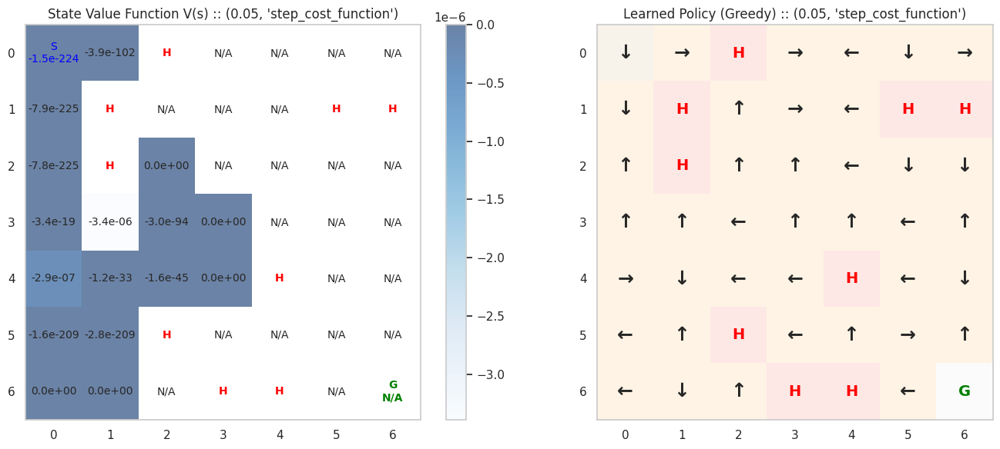 State Value Function V(s) :: (0.05, 'step_cost_function')
1e−6
0 S -3.9e-102 H N/A N/A N/A N/A
-1.5e-224
1 -7.9e-225 H N/A N/A N/A H H
2 -7.8e-225 H 0.0e+00 N/A N/A N/A N/A
3 -3.4e-19 -3.4e-06 -3.0e-94 0.0e+00 N/A N/A N/A
4 -2.9e-07 -1.2e-33 -1.6e-45 0.0e+00 H N/A N/A
5 -1.6e-209 -2.8e-209 H N/A N/A N/A N/A
6 0.0e+00 0.0e+00 N/A H H N/A G
N/A
0 1 2 3 4 5 6
0.0
−0.5
−1.0
−1.5
−2.0
−2.5
−3.0
Learned Policy (Greedy) :: (0.05, 'step_cost_function')
0 ↓ → H → ← ↓ →
1 ↓ H ↑ → ← H H
2 ↑ H ↑ ↑ ← ↓ ↓
3 ↑ ↑ ← ↑ ↑ ← ↑
4 → ↓ ← ← H ← ↓
5 ← ↑ H ← ↑ → ↑
6 ← ↓ ↑ H H ← G
0 1 2 3 4 5 6